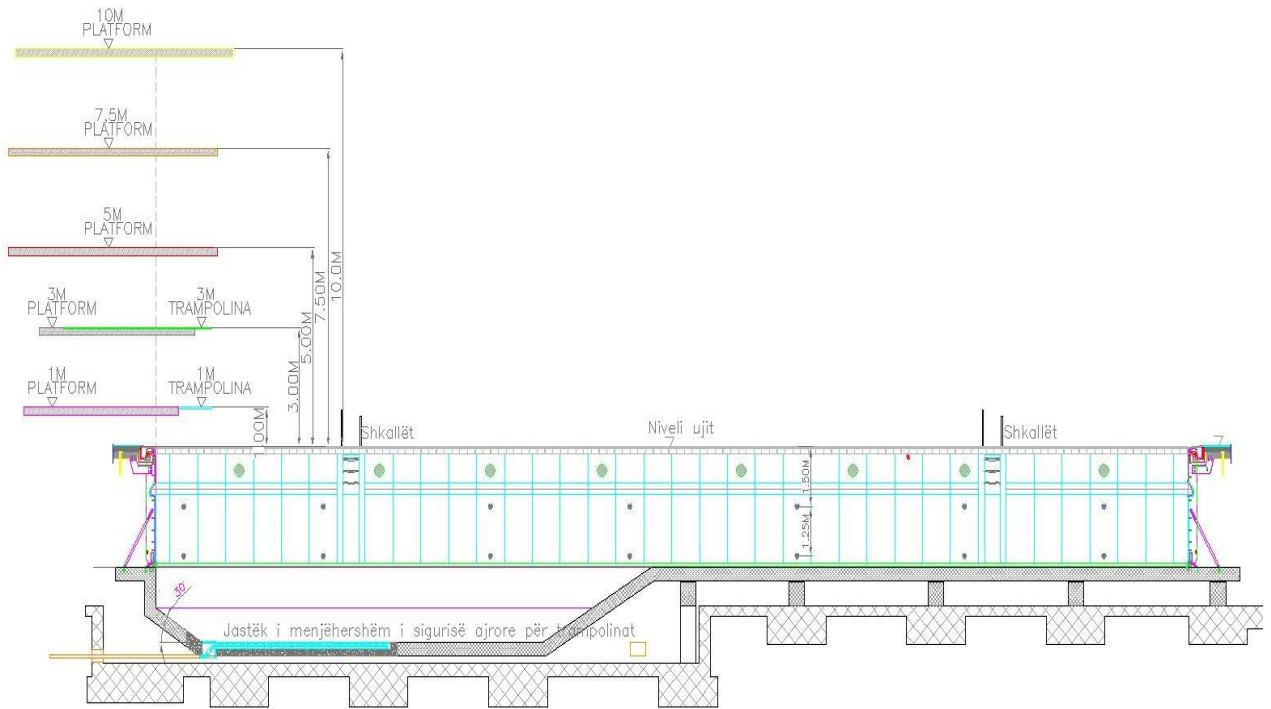 10M
PLATFORM
7.5M
PLATFORM
5M
PLATFORM
3M
PLATFORM
3M
TRAMPOLINA
1M
PLATFORM
1M
TRAMPOLINA
1.00M
3.00M
5.00M
7.50M
10.0M
Shkallët
Niveli ujit
Shkallët
1.50M
1.25M
30°
Jastëk i menjëhershëm i sigurisë ajrore për trampolinat